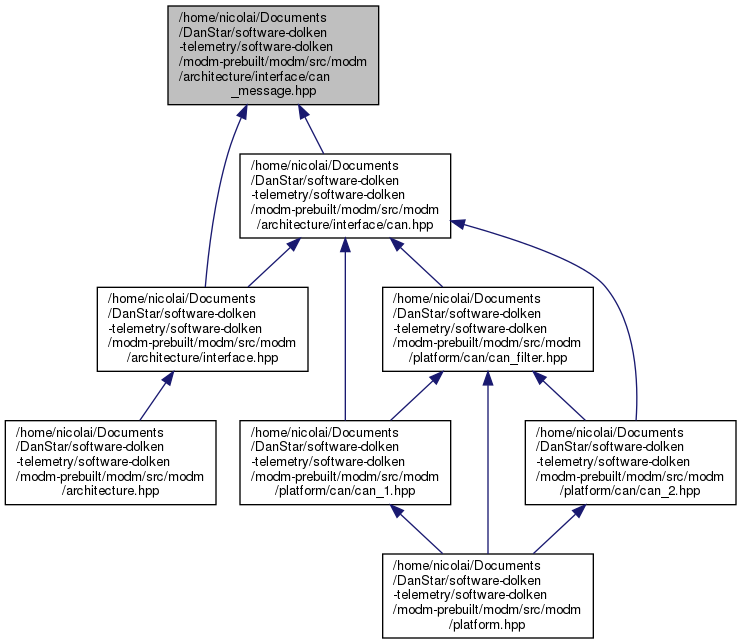 /home/nicolai/Documents
/DanStar/software-dolken
-telemetry/software-dolken
/modm-prebuilt/modm/src/modm
/architecture/interface/can
_message.hpp
/home/nicolai/Documents
/DanStar/software-dolken
-telemetry/software-dolken
/modm-prebuilt/modm/src/modm
/architecture/interface/can.hpp
/home/nicolai/Documents
/DanStar/software-dolken
-telemetry/software-dolken
/modm-prebuilt/modm/src/modm
/architecture/interface.hpp
/home/nicolai/Documents
/DanStar/software-dolken
-telemetry/software-dolken
/modm-prebuilt/modm/src/modm
/platform/can/can_filter.hpp
/home/nicolai/Documents
/DanStar/software-dolken
-telemetry/software-dolken
/modm-prebuilt/modm/src/modm
/architecture.hpp
/home/nicolai/Documents
/DanStar/software-dolken
-telemetry/software-dolken
/modm-prebuilt/modm/src/modm
/platform/can/can_1.hpp
/home/nicolai/Documents
/DanStar/software-dolken
-telemetry/software-dolken
/modm-prebuilt/modm/src/modm
/platform/can/can_2.hpp
/home/nicolai/Documents
/DanStar/software-dolken
-telemetry/software-dolken
/modm-prebuilt/modm/src/modm
/platform.hpp